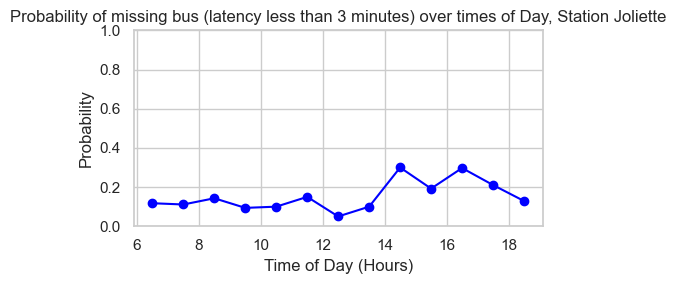 Probability of missing bus (latency less than 3 minutes) over times of Day, Station Joliette
1.0
0.8
0.6
0.4
0.2
0.0
Probability
6 8 10 12 14 16 18
Time of Day (Hours)